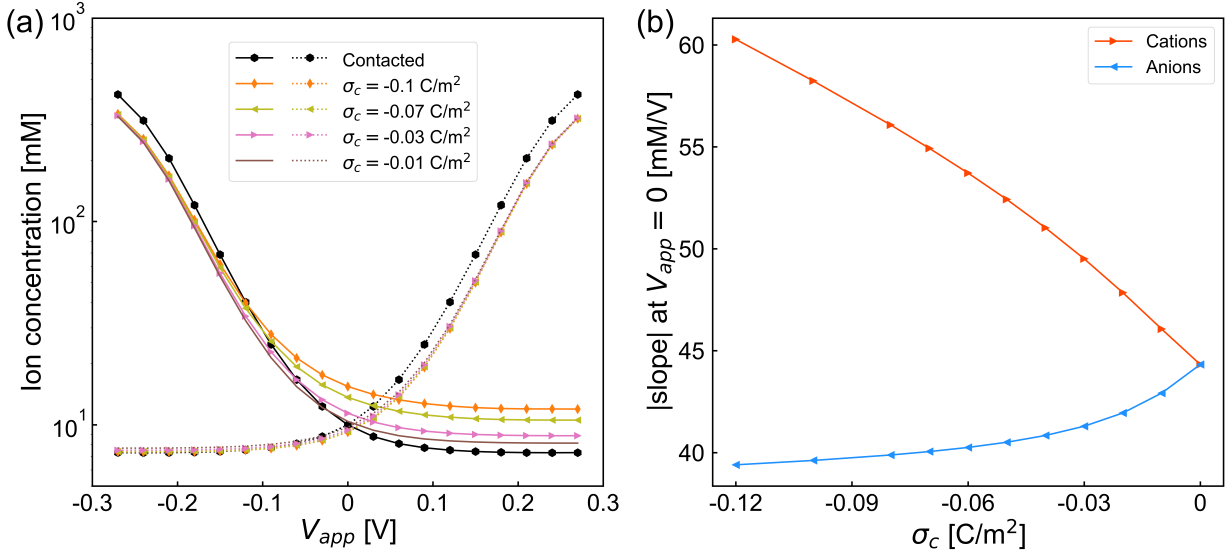 (a)
Ion concentration [mM]
10³
10²
10¹
Contacted
σc = -0.1 C/m²
σc = -0.07 C/m²
σc = -0.03 C/m²
σc = -0.01 C/m²
-0.3 -0.2 -0.1 0 0.1 0.2 0.3
Vapp [V]
(b)
|slope| at Vapp = 0 [mM/V]
60
55
50
45
40
Cations
Anions
-0.12 -0.09 -0.06 -0.03 0
σc [C/m²]